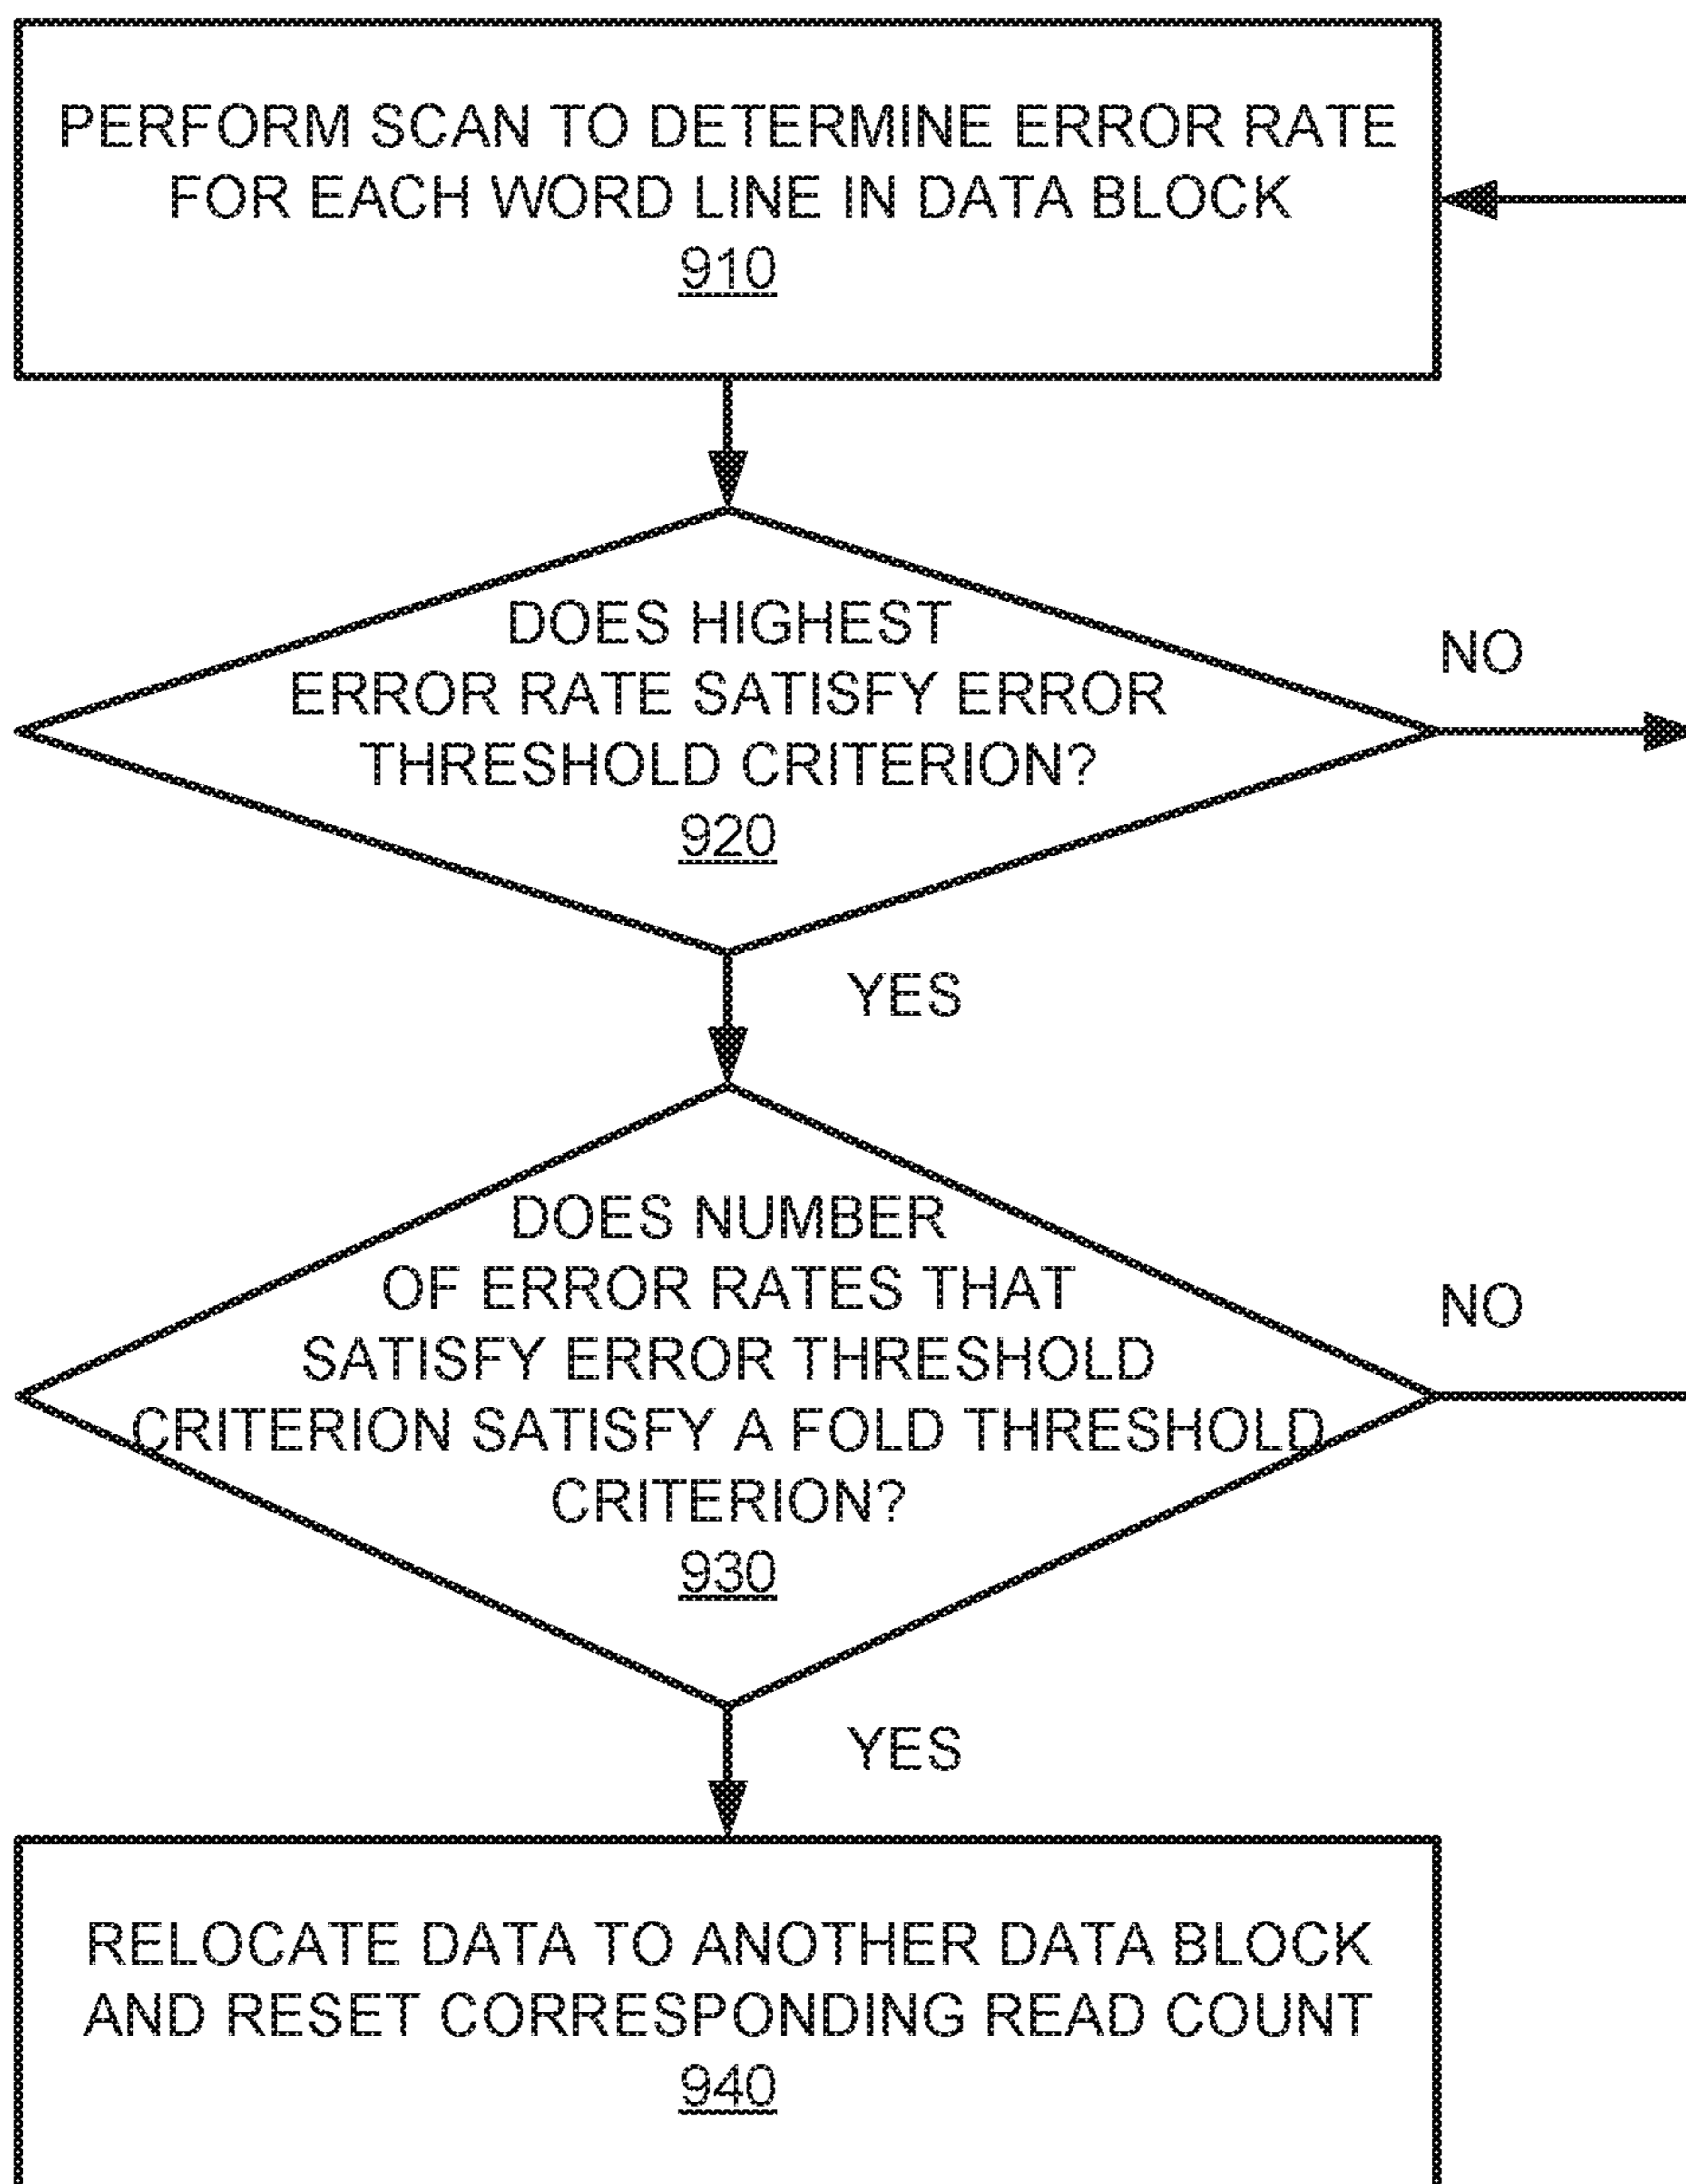 PERFORM SCAN TO DETERMINE ERROR RATE
FOR EACH WORD LINE IN DATA BLOCK
910
DOES HIGHEST
ERROR RATE SATISFY ERROR
THRESHOLD CRITERION?
920
NO
YES
DOES NUMBER
OF ERROR RATES THAT
SATISFY ERROR THRESHOLD
CRITERION SATISFY A FOLD THRESHOLD
CRITERION?
930
NO
YES
RELOCATE DATA TO ANOTHER DATA BLOCK
AND RESET CORRESPONDING READ COUNT
940